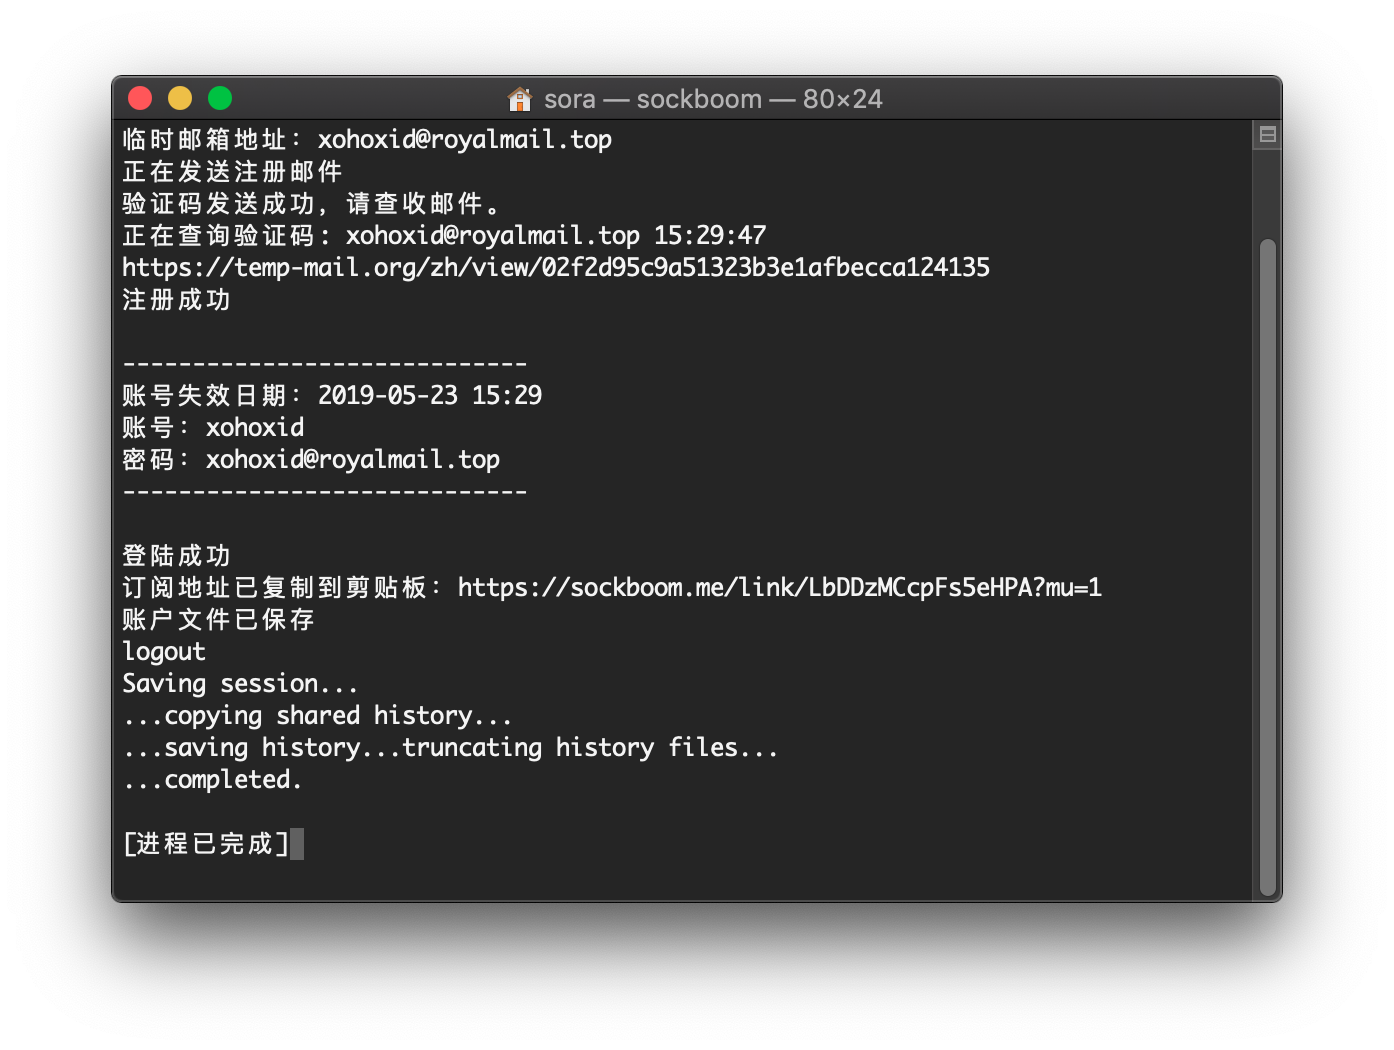 sora — sockboom — 80×24
临时邮箱地址：xohoxid@royalmail.top
正在发送注册邮件
验证码发送成功，请查收邮件。
正在查询验证码：xohoxid@royalmail.top 15:29:47
https://temp-mail.org/zh/view/02f2d95c9a51323b3e1afbecca124135
注册成功
-----------------------------
账号失效日期：2019-05-23 15:29
账号：xohoxid
密码：xohoxid@royalmail.top
-----------------------------
登陆成功
订阅地址已复制到剪贴板：https://sockboom.me/link/LbDDzMCcpFs5eHPA?mu=1
账户文件已保存
logout
Saving session...
...copying shared history...
...saving history...truncating history files...
...completed.
[进程已完成]